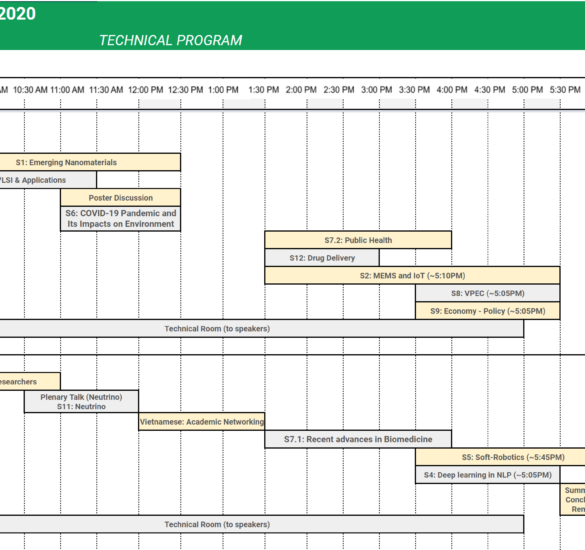 2020
TECHNICAL PROGRAM
AM 10:30 AM 11:00 AM 11:30 AM 12:00 PM 12:30 PM 1:00 PM 1:30 PM 2:00 PM 2:30 PM 3:00 PM 3:30 PM 4:00 PM 4:30 PM 5:00 PM 5:30 PM
S1: Emerging Nanomaterials
VLSI & Applications
Poster Discussion
S6: COVID-19 Pandemic and
Its Impacts on Environment
S7.2: Public Health
S12: Drug Delivery
S2: MEMS and IoT (~5:10PM)
S8: VPEC (~5:05PM)
S9: Economy - Policy (~5:05PM)
Technical Room (to speakers)
esearchers
Plenary Talk (Neutrino)
S11: Neutrino
Vietnamese: Academic Networking
S7.1: Recent advances in Biomedicine
S5: Soft-Robotics (~5:45PM)
S4: Deep learning in NLP (~5:05PM)
Summ
Concl
Rem
Technical Room (to speakers)